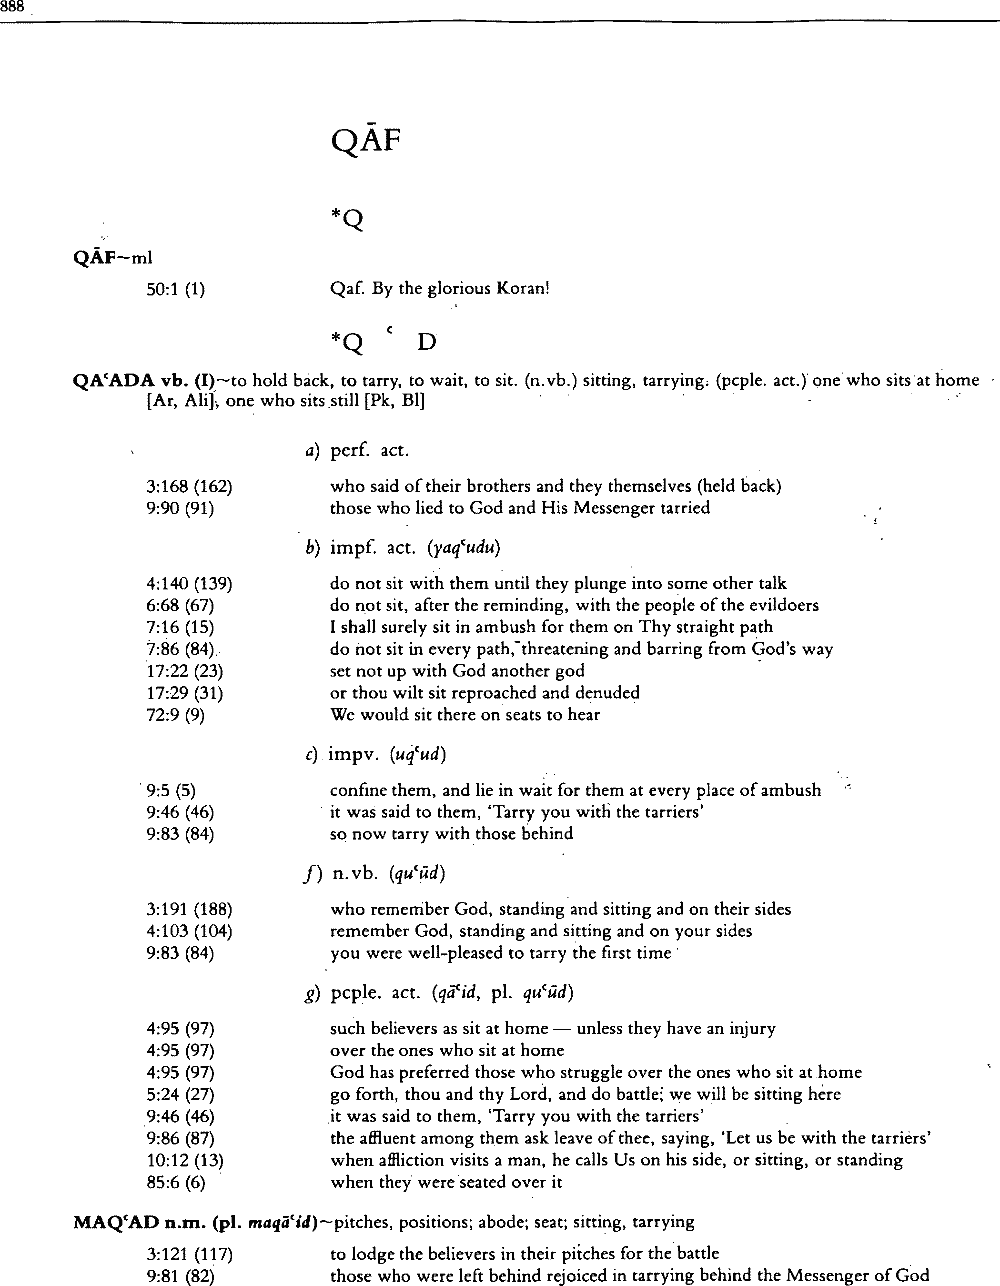 888
QĀF
*Q
QĀF~ml
50:1 (1) Qaf. By the glorious Koran!
*Q ʿ D
QAʿADA vb. (I)~to hold back, to tarry, to wait, to sit. (n.vb.) sitting, tarrying. (pcple. act.) one who sits at home
[Ar, Ali], one who sits still [Pk, Bl]
a) perf. act.
3:168 (162) who said of their brothers and they themselves (held back)
9:90 (91) those who lied to God and His Messenger tarried
b) impf. act. (yaqʿudu)
4:140 (139) do not sit with them until they plunge into some other talk
6:68 (67) do not sit, after the reminding, with the people of the evildoers
7:16 (15) I shall surely sit in ambush for them on Thy straight path
7:86 (84) do not sit in every path, threatening and barring from God's way
17:22 (23) set not up with God another god
17:29 (31) or thou wilt sit reproached and denuded
72:9 (9) We would sit there on seats to hear
c) impv. (uqʿud)
9:5 (5) confine them, and lie in wait for them at every place of ambush
9:46 (46) it was said to them, 'Tarry you with the tarriers'
9:83 (84) so now tarry with those behind
f) n.vb. (quʿūd)
3:191 (188) who remember God, standing and sitting and on their sides
4:103 (104) remember God, standing and sitting and on your sides
9:83 (84) you were well-pleased to tarry the first time
g) pcple. act. (qāʿid, pl. quʿūd)
4:95 (97) such believers as sit at home — unless they have an injury
4:95 (97) over the ones who sit at home
4:95 (97) God has preferred those who struggle over the ones who sit at home
5:24 (27) go forth, thou and thy Lord, and do battle; we will be sitting here
9:46 (46) it was said to them, 'Tarry you with the tarriers'
9:86 (87) the affluent among them ask leave of thee, saying, 'Let us be with the tarriers'
10:12 (13) when affliction visits a man, he calls Us on his side, or sitting, or standing
85:6 (6) when they were seated over it
MAQʿAD n.m. (pl. maqāʿid)~pitches, positions; abode; seat; sitting, tarrying
3:121 (117) to lodge the believers in their pitches for the battle
9:81 (82) those who were left behind rejoiced in tarrying behind the Messenger of God